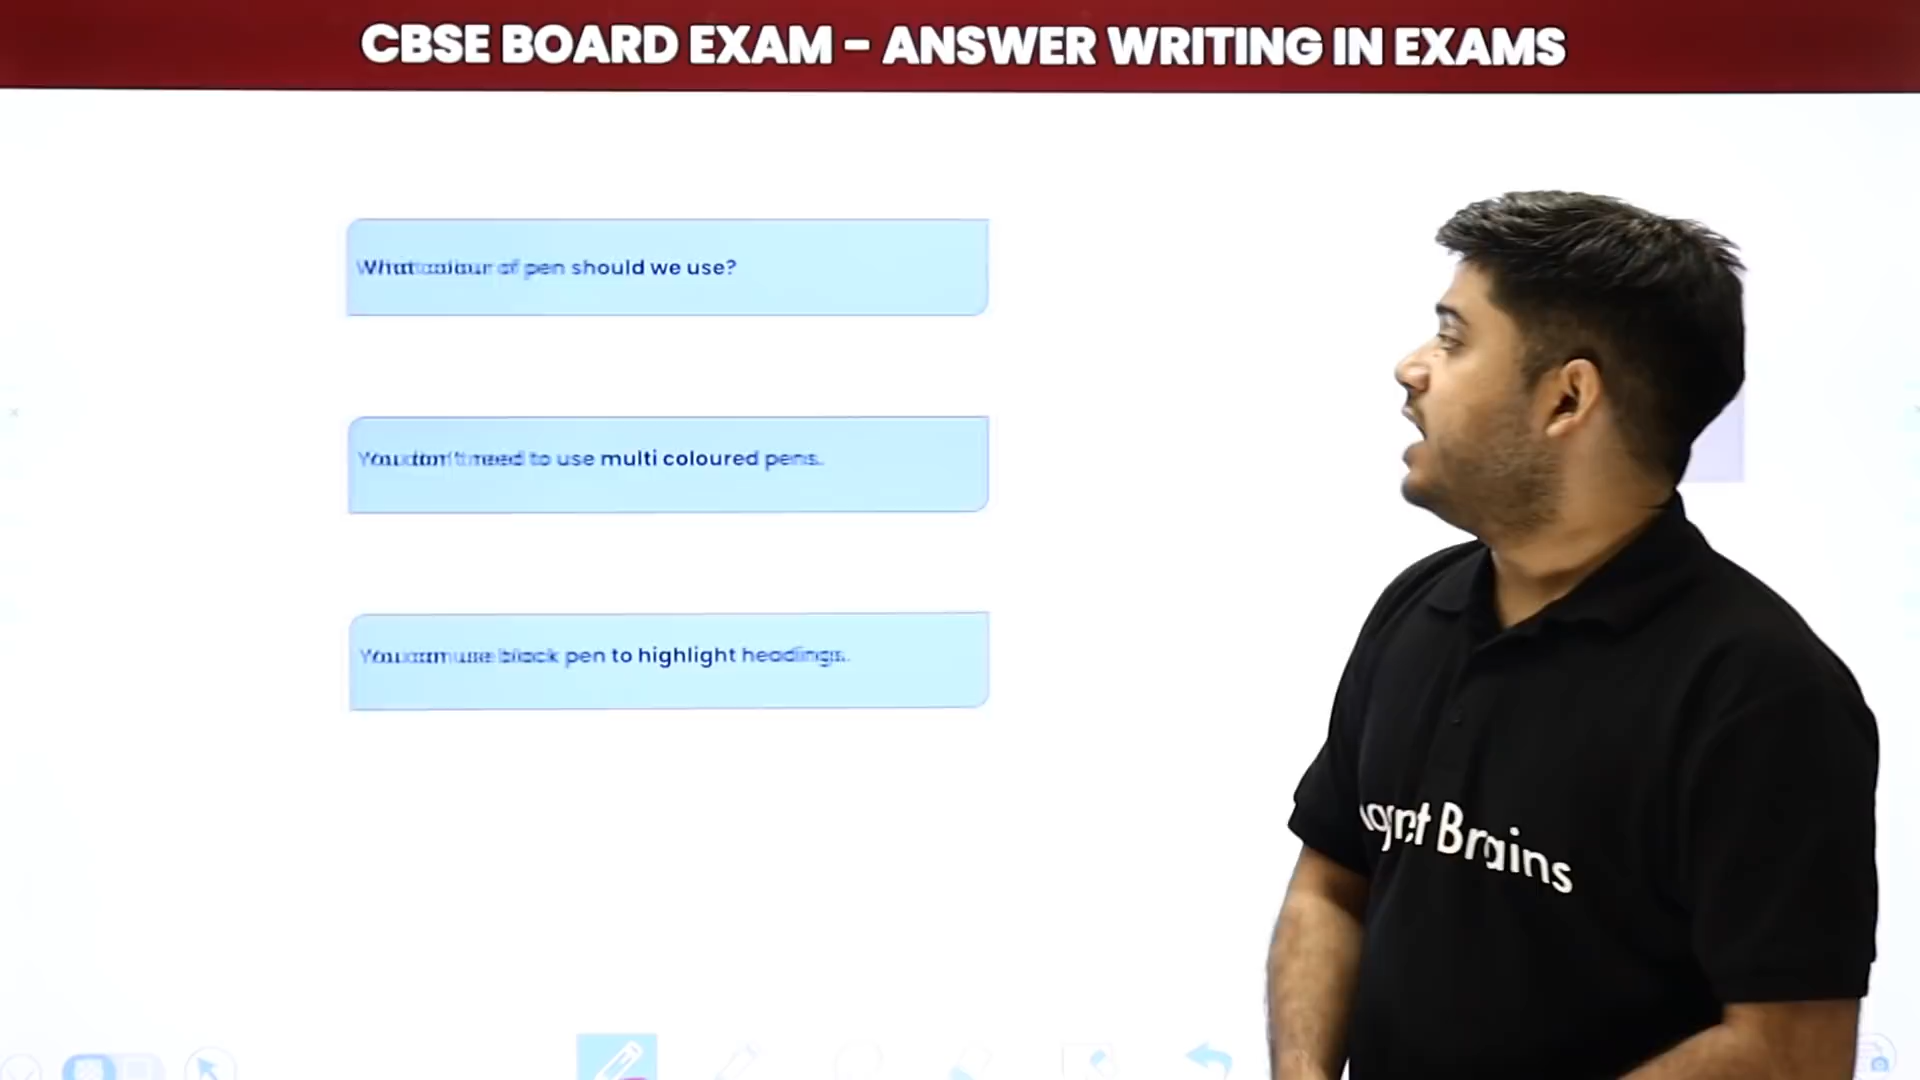 CBSE BOARD EXAM - ANSWER WRITING IN EXAMS
What colour of pen should we use?
You don't need to use multi coloured pens.
You can use black pen to highlight headings.
Brains